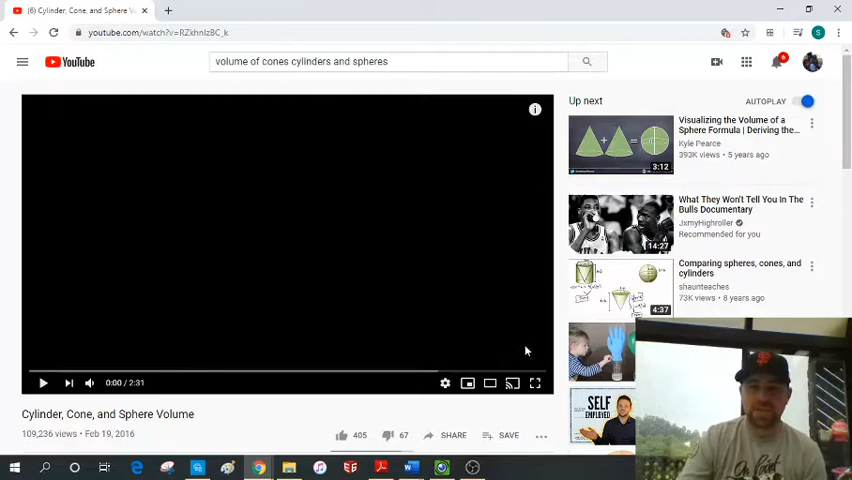 (6) Cylinder, Cone, and Sphere V
youtube.com/watch?v=RZkhnIzBC_k
S
YouTube
volume of cones cylinders and spheres
6
Up next
AUTOPLAY
Visualizing the Volume of a
Sphere Formula | Deriving the...
Kyle Pearce
393K views • 5 years ago
3:12
What They Won't Tell You In The
Bulls Documentary
JxmyHighroller
Recommended for you
14:27
Comparing spheres, cones, and
cylinders
shaunteaches
73K views • 8 years ago
4:37
SELF
EMPLOYED
0:00 / 2:31
Cylinder, Cone, and Sphere Volume
109,236 views • Feb 19, 2016
405
67
SHARE
SAVE